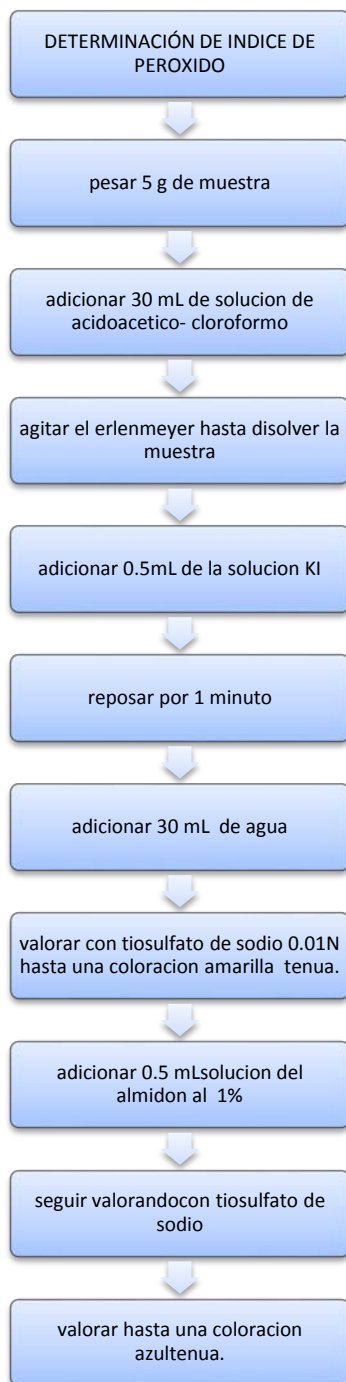 DETERMINACIÓN DE INDICE DE
PEROXIDO
pesar 5 g de muestra
adicionar 30 mL de solucion de
acidoacetico- cloroformo
agitar el erlenmeyer hasta disolver la
muestra
adicionar 0.5mL de la solucion KI
reposar por 1 minuto
adicionar 30 mL  de agua
valorar con tiosulfato de sodio 0.01N
hasta una coloracion amarilla  tenua.
adicionar 0.5 mLsolucion del
almidon al  1%
seguir valorandocon tiosulfato de
sodio
valorar hasta una coloracion
azultenua.